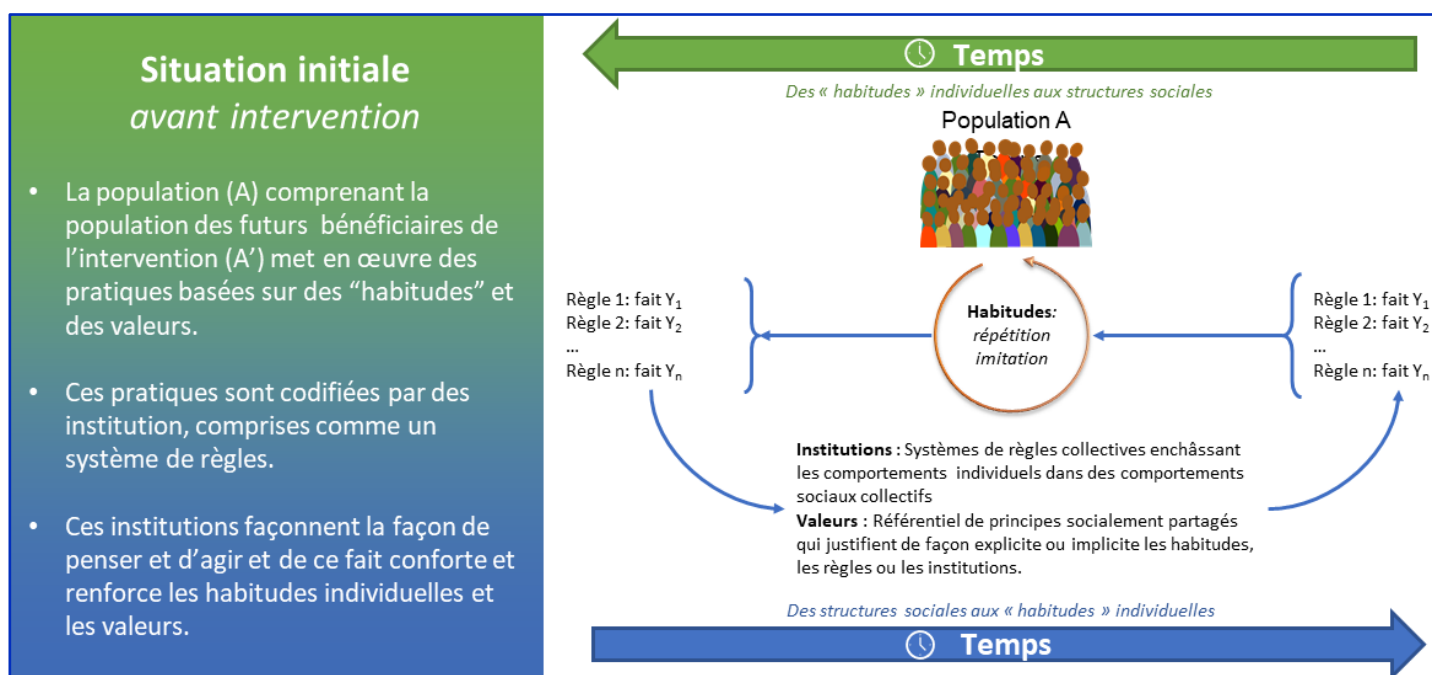 Situation initiale
avant intervention
• La population (A) comprenant la
population des futurs bénéficiaires de
l’intervention (A’) met en œuvre des
pratiques basées sur des “habitudes” et
des valeurs.
• Ces pratiques sont codifiées par des
institution, comprises comme un
système de règles.
• Ces institutions façonnent la façon de
penser et d’agir et de ce fait conforte et
renforce les habitudes individuelles et
les valeurs.
Temps
Des « habitudes » individuelles aux structures sociales
Population A
Règle 1: fait Y₁
Règle 2: fait Y₂
...
Règle n: fait Yₙ
Habitudes:
répétition
imitation
Règle 1: fait Y₁
Règle 2: fait Y₂
...
Règle n: fait Yₙ
Institutions : Systèmes de règles collectives enchâssant
les comportements individuels dans des comportements
sociaux collectifs
Valeurs : Référentiel de principes socialement partagés
qui justifient de façon explicite ou implicite les habitudes,
les règles ou les institutions.
Des structures sociales aux « habitudes » individuelles
Temps